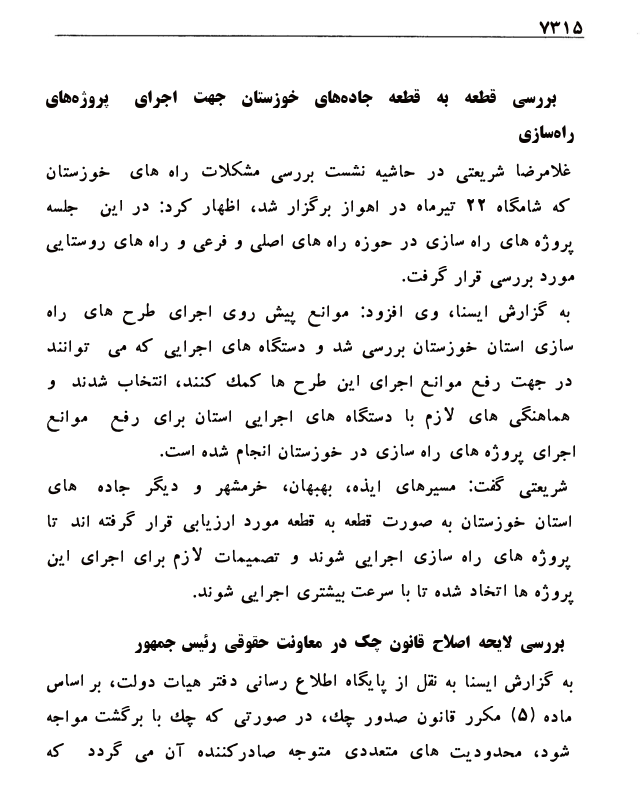 ۷۳۱۵
بررسی قطعه به قطعه جاده‌های خوزستان جهت اجرای پروژه‌های
راه‌سازی
غلامرضا شریعتی در حاشیه نشست بررسی مشکلات راه های خوزستان
که شامگاه ۲۲ تیرماه در اهواز برگزار شد، اظهار کرد: در این جلسه
پروژه های راه سازی در حوزه راه های اصلی و فرعی و راه های روستایی
مورد بررسی قرار گرفت.
به گزارش ایسنا، وی افزود: موانع پیش روی اجرای طرح های راه
سازی استان خوزستان بررسی شد و دستگاه های اجرایی که می توانند
در جهت رفع موانع اجرای این طرح ها کمك کنند، انتخاب شدند و
هماهنگی های لازم با دستگاه های اجرایی استان برای رفع موانع
اجرای پروژه های راه سازی در خوزستان انجام شده است.
شریعتی گفت: مسیرهای ایذه، بهبهان، خرمشهر و دیگر جاده های
استان خوزستان به صورت قطعه به قطعه مورد ارزیابی قرار گرفته اند تا
پروژه های راه سازی اجرایی شوند و تصمیمات لازم برای اجرای این
پروژه ها اتخاد شده تا با سرعت بیشتری اجرایی شوند.
بررسی لایحه اصلاح قانون چک در معاونت حقوقی رئیس جمهور
به گزارش ایسنا به نقل از پایگاه اطلاع رسانی دفتر هیات دولت، بر اساس
ماده (۵) مکرر قانون صدور چك، در صورتی که چك با برگشت مواجه
شود، محدودیت های متعددی متوجه صادرکننده آن می گردد که